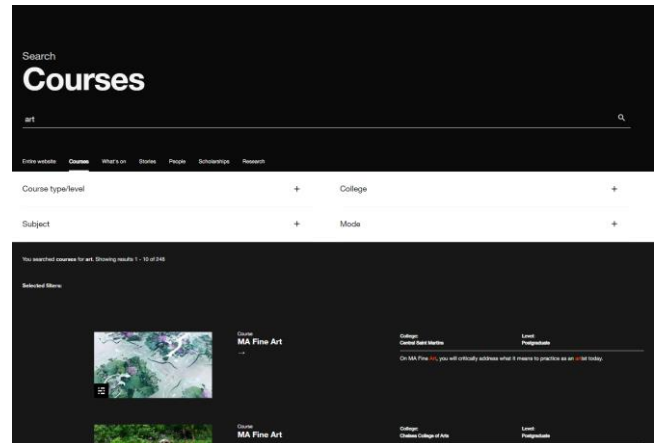 Search
Courses
art
Entire website Courses What's on Stories People Scholarships Research
Course type/level + College +
Subject + Mode +
You searched courses for art. Showing results 1 - 10 of 248
Selected filters:
Course
MA Fine Art
College:
Central Saint Martins
Level:
Postgraduate
On MA Fine Art, you will critically address what it means to practice as an artist today.
Course
MA Fine Art
College:
Chelsea College of Arts
Level:
Postgraduate